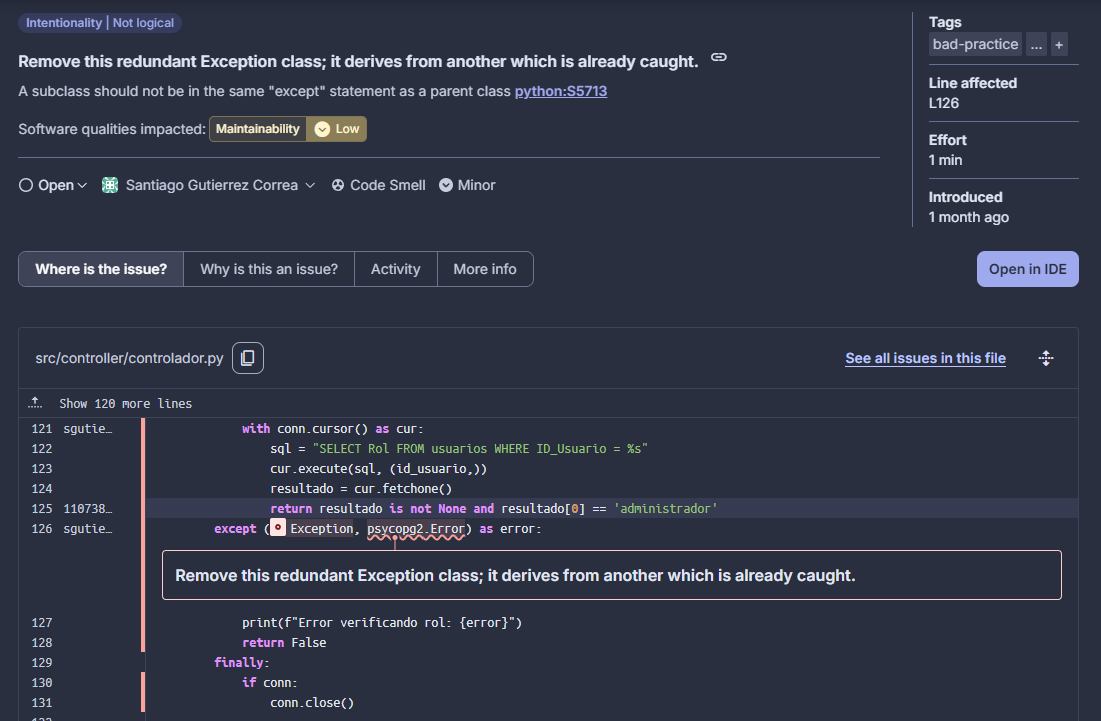 Intentionality | Not logical
Remove this redundant Exception class; it derives from another which is already caught.
A subclass should not be in the same "except" statement as a parent class python:S5713
Software qualities impacted: Maintainability Low
Open Santiago Gutierrez Correa Code Smell Minor
Tags
bad-practice ... +
Line affected
L126
Effort
1 min
Introduced
1 month ago
Where is the issue? Why is this an issue? Activity More info
Open in IDE
src/controller/controlador.py
See all issues in this file
Show 120 more lines
121 sgutie… with conn.cursor() as cur:
122 sql = "SELECT Rol FROM usuarios WHERE ID_Usuario = %s"
123 cur.execute(sql, (id_usuario,))
124 resultado = cur.fetchone()
125 110738… return resultado is not None and resultado[0] == 'administrador'
126 sgutie… except (Exception, psycopg2.Error) as error:
Remove this redundant Exception class; it derives from another which is already caught.
127 print(f"Error verificando rol: {error}")
128 return False
129 finally:
130 if conn:
131 conn.close()